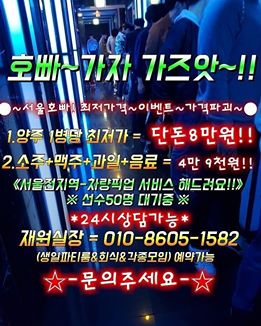 호빠~가자 가즈앗~!!
●~서울호빠! 최저가격~이벤트~가격파괴~●
1.양주 1병당 최저가 = 단돈8만원!!
2.소주+맥주+과일+음료 = 4만 9천원!!
《서울전지역-차량픽업 서비스 해드려요!!》
※ 선수50명 대기중 ※
*24시상담가능*
재원실장 = 010-8605-1582
(생일파티룸&회식&각종모임) 예약가능
☆-문의주세요-☆